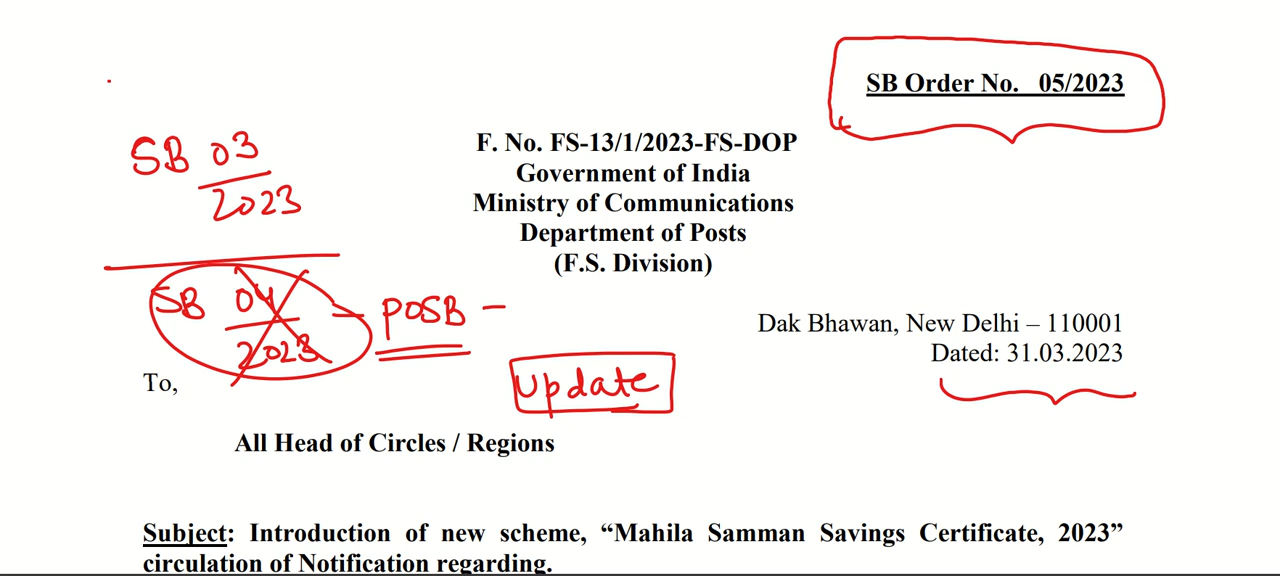 SB Order No. 05/2023
SB 03
2023
F. No. FS-13/1/2023-FS-DOP
Government of India
Ministry of Communications
Department of Posts
(F.S. Division)
SB 04
2023
POSB –
Update
Dak Bhawan, New Delhi – 110001
Dated: 31.03.2023
To,
All Head of Circles / Regions
Subject: Introduction of new scheme, “Mahila Samman Savings Certificate, 2023”
circulation of Notification regarding.